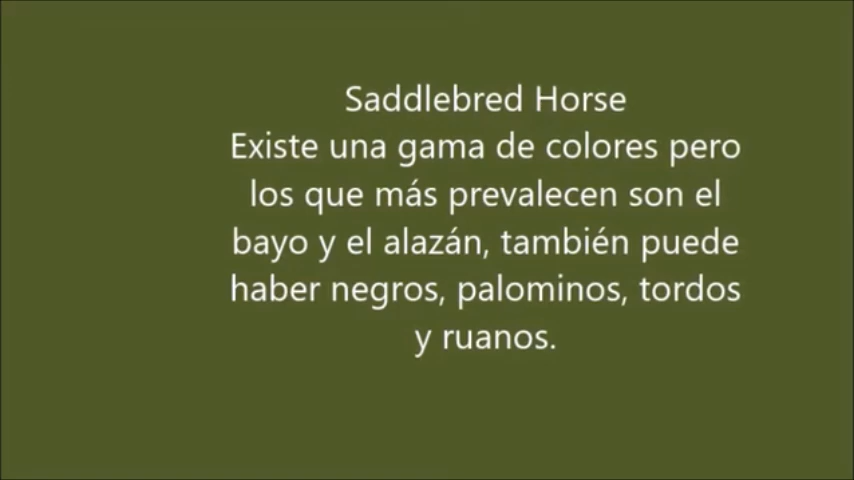 Saddlebred Horse
Existe una gama de colores pero
los que más prevalecen son el
bayo y el alazán, también puede
haber negros, palominos, tordos
y ruanos.